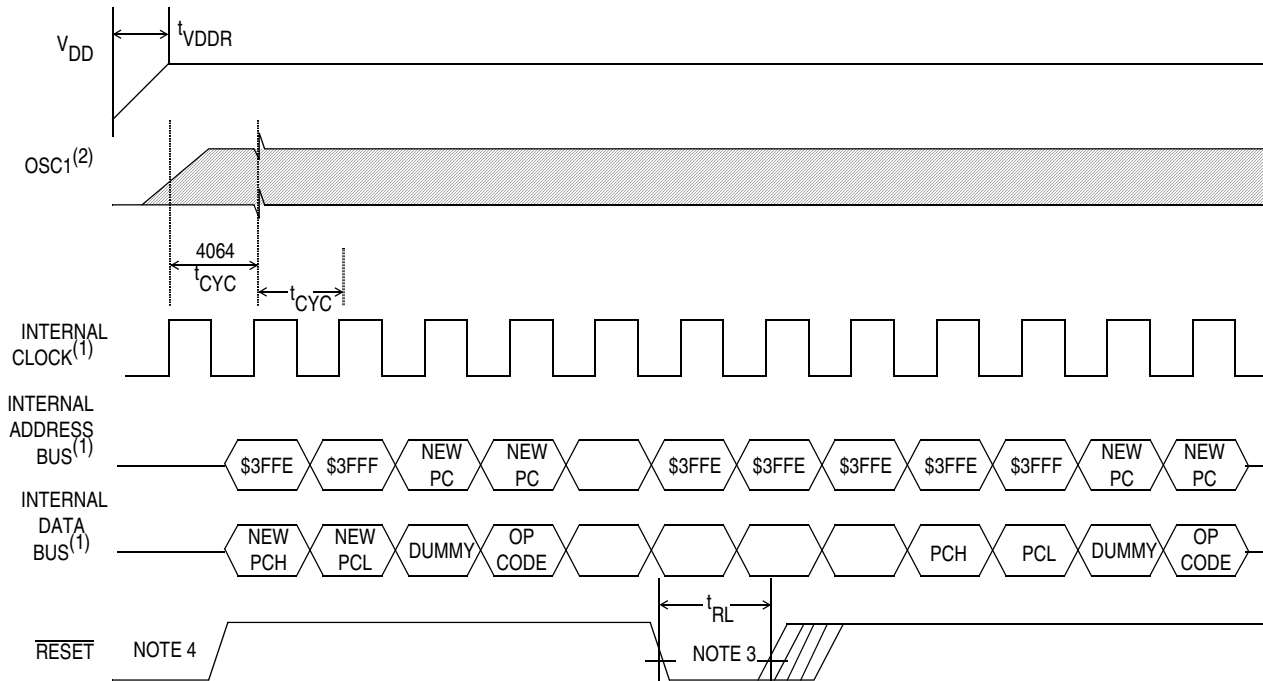 tVDDR
VDD
OSC1(2)
4064
tCYC
tCYC
INTERNAL
CLOCK(1)
INTERNAL
ADDRESS
BUS(1)
$3FFE $3FFF NEW PC NEW PC $3FFE $3FFE $3FFE $3FFE $3FFF NEW PC NEW PC
INTERNAL
DATA
BUS(1)
NEW PCH NEW PCL DUMMY OP CODE PCH PCL DUMMY OP CODE
tRL
RESET NOTE 4 NOTE 3